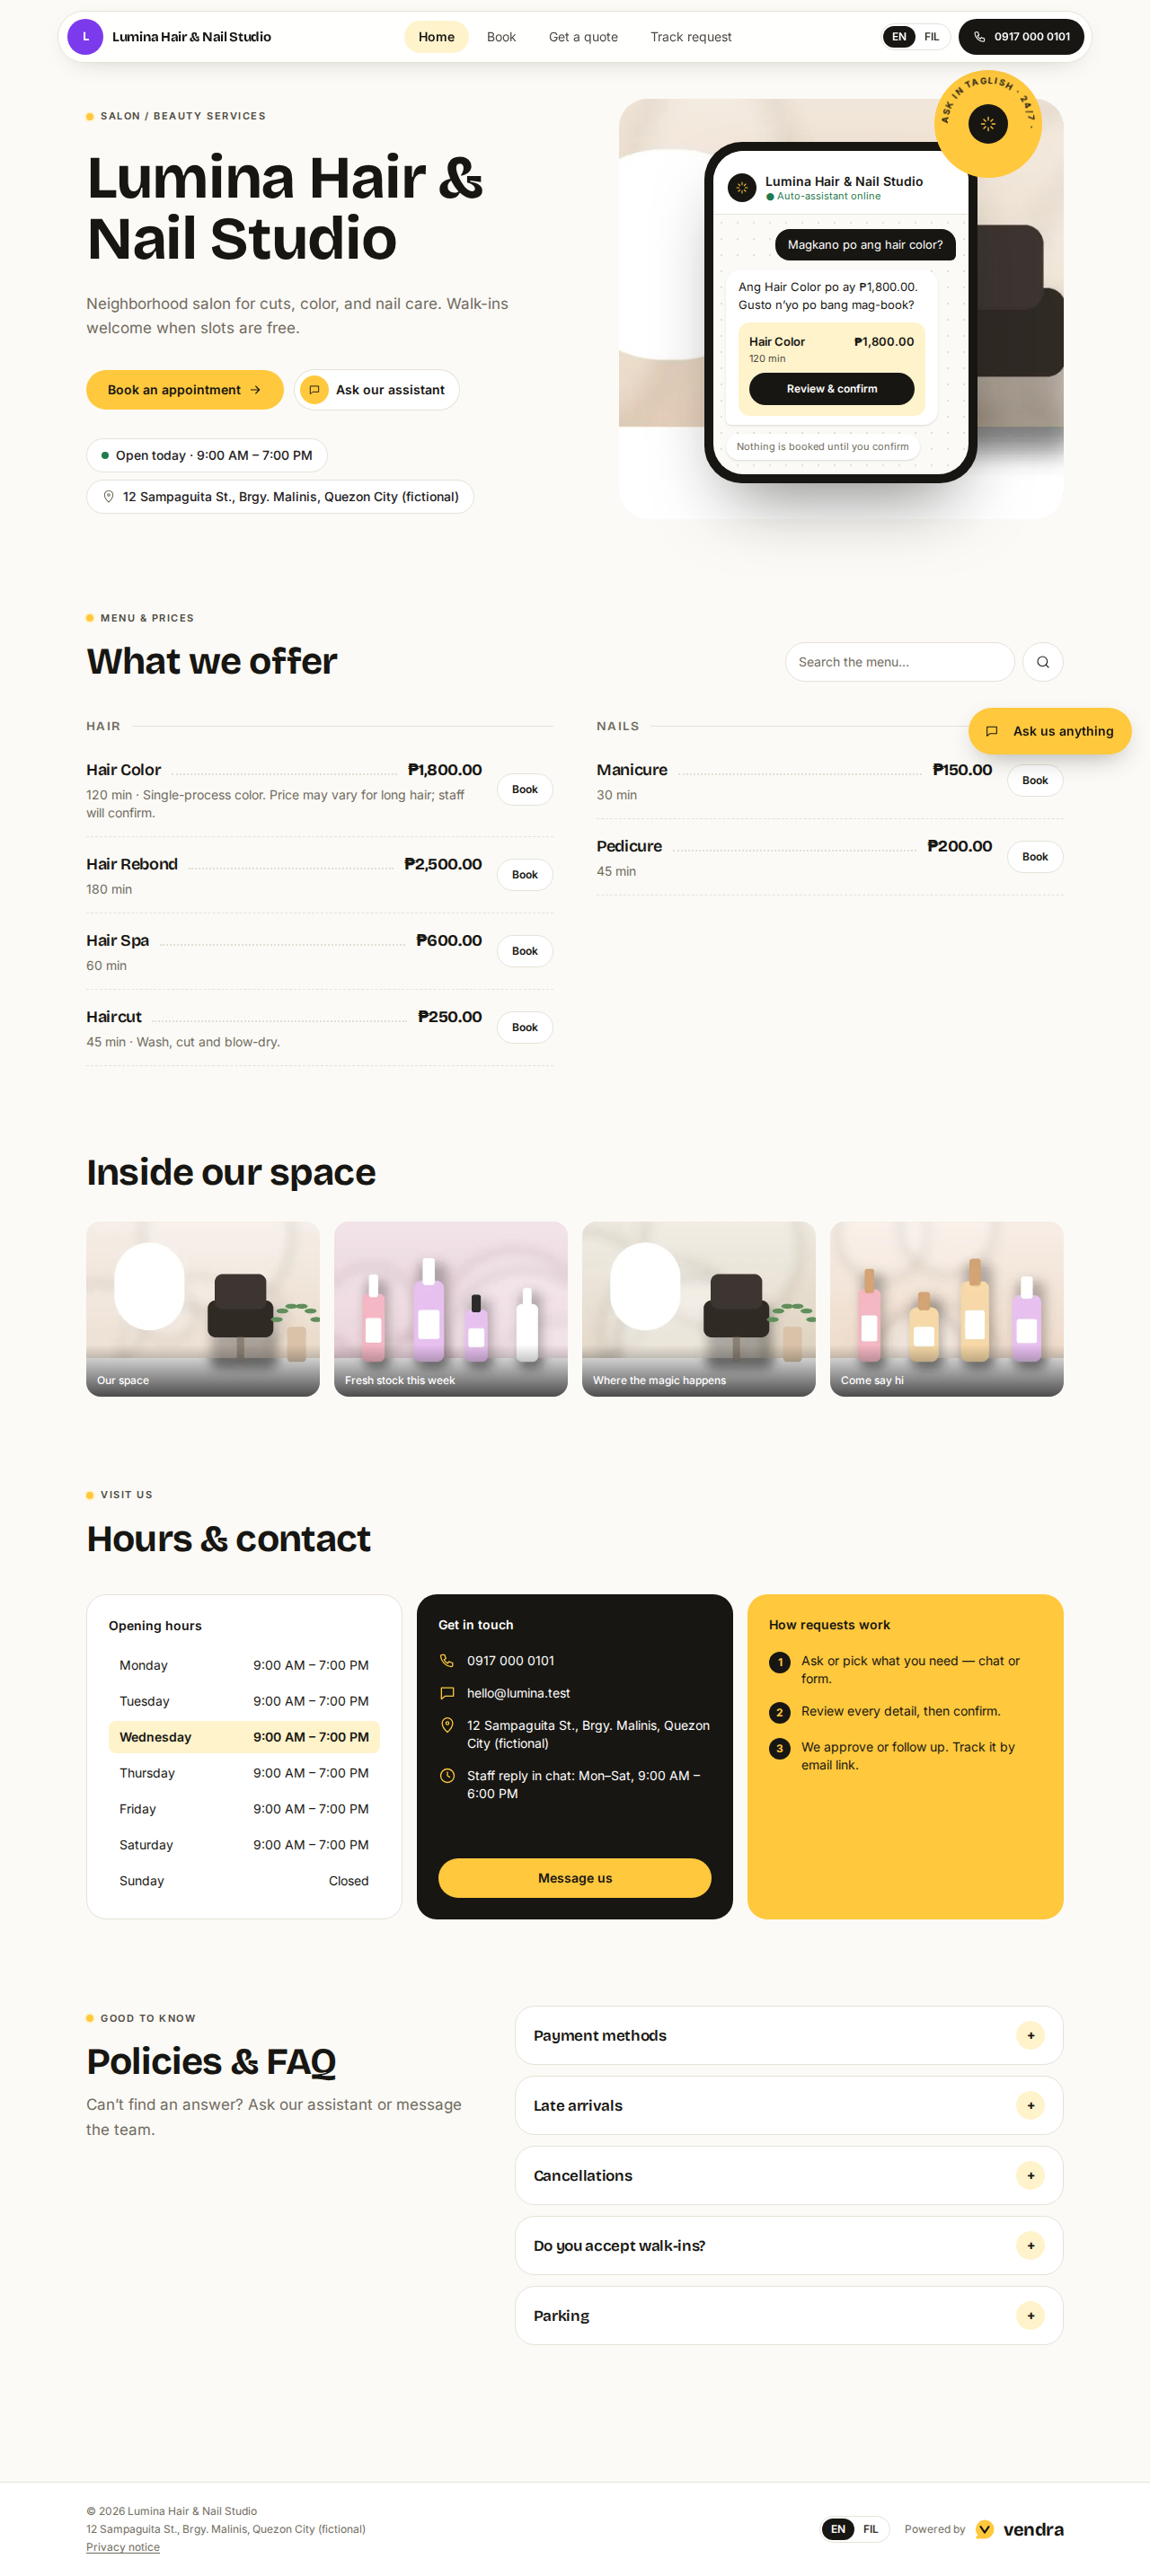 L
Lumina Hair & Nail Studio
Home
Book
Get a quote
Track request
EN
FIL
0917 000 0101
SALON / BEAUTY SERVICES
Lumina Hair &
Nail Studio
Neighborhood salon for cuts, color, and nail care. Walk-ins
welcome when slots are free.
Book an appointment →
Ask our assistant
Open today · 9:00 AM – 7:00 PM
12 Sampaguita St., Brgy. Malinis, Quezon City (fictional)
ASK IN TAGLISH · 24/7 ·
Lumina Hair & Nail Studio
Auto-assistant online
Magkano po ang hair color?
Ang Hair Color po ay ₱1,800.00.
Gusto n'yo po bang mag-book?
Hair Color ₱1,800.00
120 min
Review & confirm
Nothing is booked until you confirm
MENU & PRICES
What we offer
Search the menu...
HAIR
Hair Color ₱1,800.00
120 min · Single-process color. Price may vary for long hair; staff
will confirm.
Book
Hair Rebond ₱2,500.00
180 min
Book
Hair Spa ₱600.00
60 min
Book
Haircut ₱250.00
45 min · Wash, cut and blow-dry.
Book
NAILS
Ask us anything
Manicure ₱150.00
30 min
Book
Pedicure ₱200.00
45 min
Book
Inside our space
Our space
Fresh stock this week
Where the magic happens
Come say hi
VISIT US
Hours & contact
Opening hours
Monday 9:00 AM – 7:00 PM
Tuesday 9:00 AM – 7:00 PM
Wednesday 9:00 AM – 7:00 PM
Thursday 9:00 AM – 7:00 PM
Friday 9:00 AM – 7:00 PM
Saturday 9:00 AM – 7:00 PM
Sunday Closed
Get in touch
0917 000 0101
hello@lumina.test
12 Sampaguita St., Brgy. Malinis, Quezon
City (fictional)
Staff reply in chat: Mon–Sat, 9:00 AM –
6:00 PM
Message us
How requests work
1 Ask or pick what you need — chat or
form.
2 Review every detail, then confirm.
3 We approve or follow up. Track it by
email link.
GOOD TO KNOW
Policies & FAQ
Can't find an answer? Ask our assistant or message
the team.
Payment methods +
Late arrivals +
Cancellations +
Do you accept walk-ins? +
Parking +
© 2026 Lumina Hair & Nail Studio
12 Sampaguita St., Brgy. Malinis, Quezon City (fictional)
Privacy notice
EN
FIL
Powered by vendra